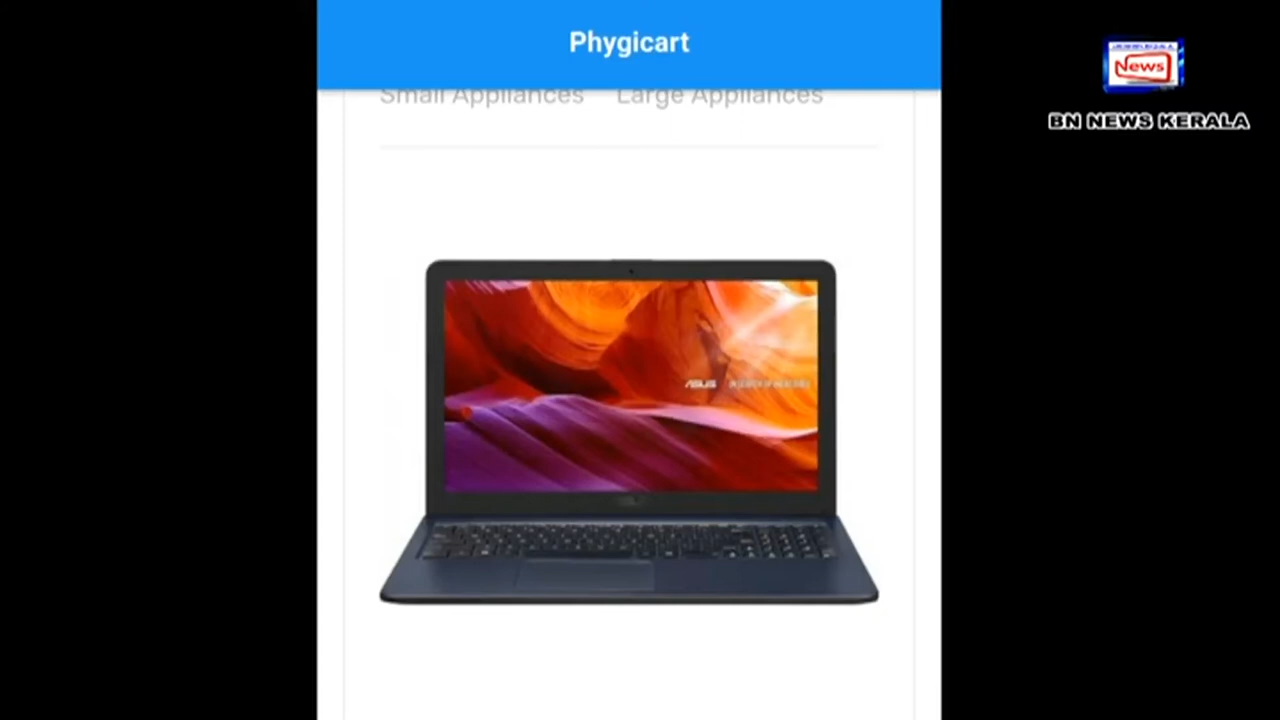 Phygicart
Small Appliances Large Appliances
News
BN NEWS KERALA
ASUS